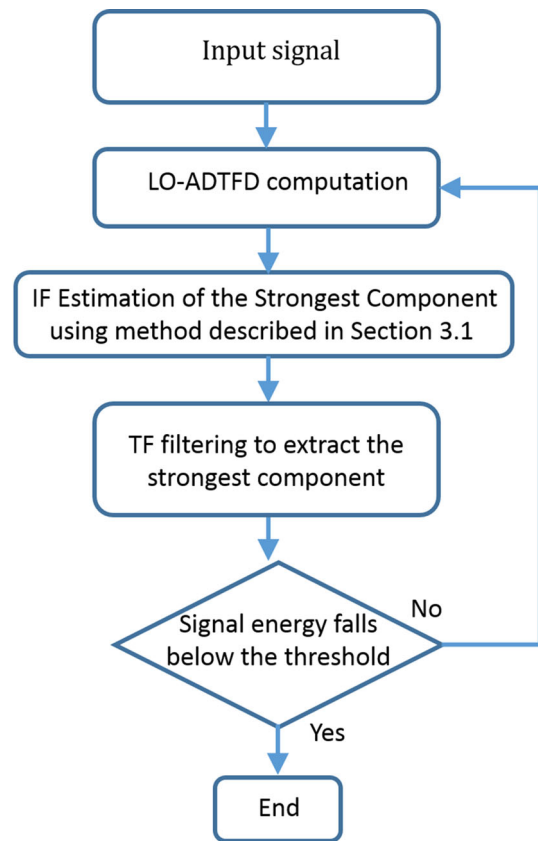 Input signal
LO-ADTFD computation
IF Estimation of the Strongest Component
using method described in Section 3.1
TF filtering to extract the
strongest component
Signal energy falls
below the threshold
No
Yes
End